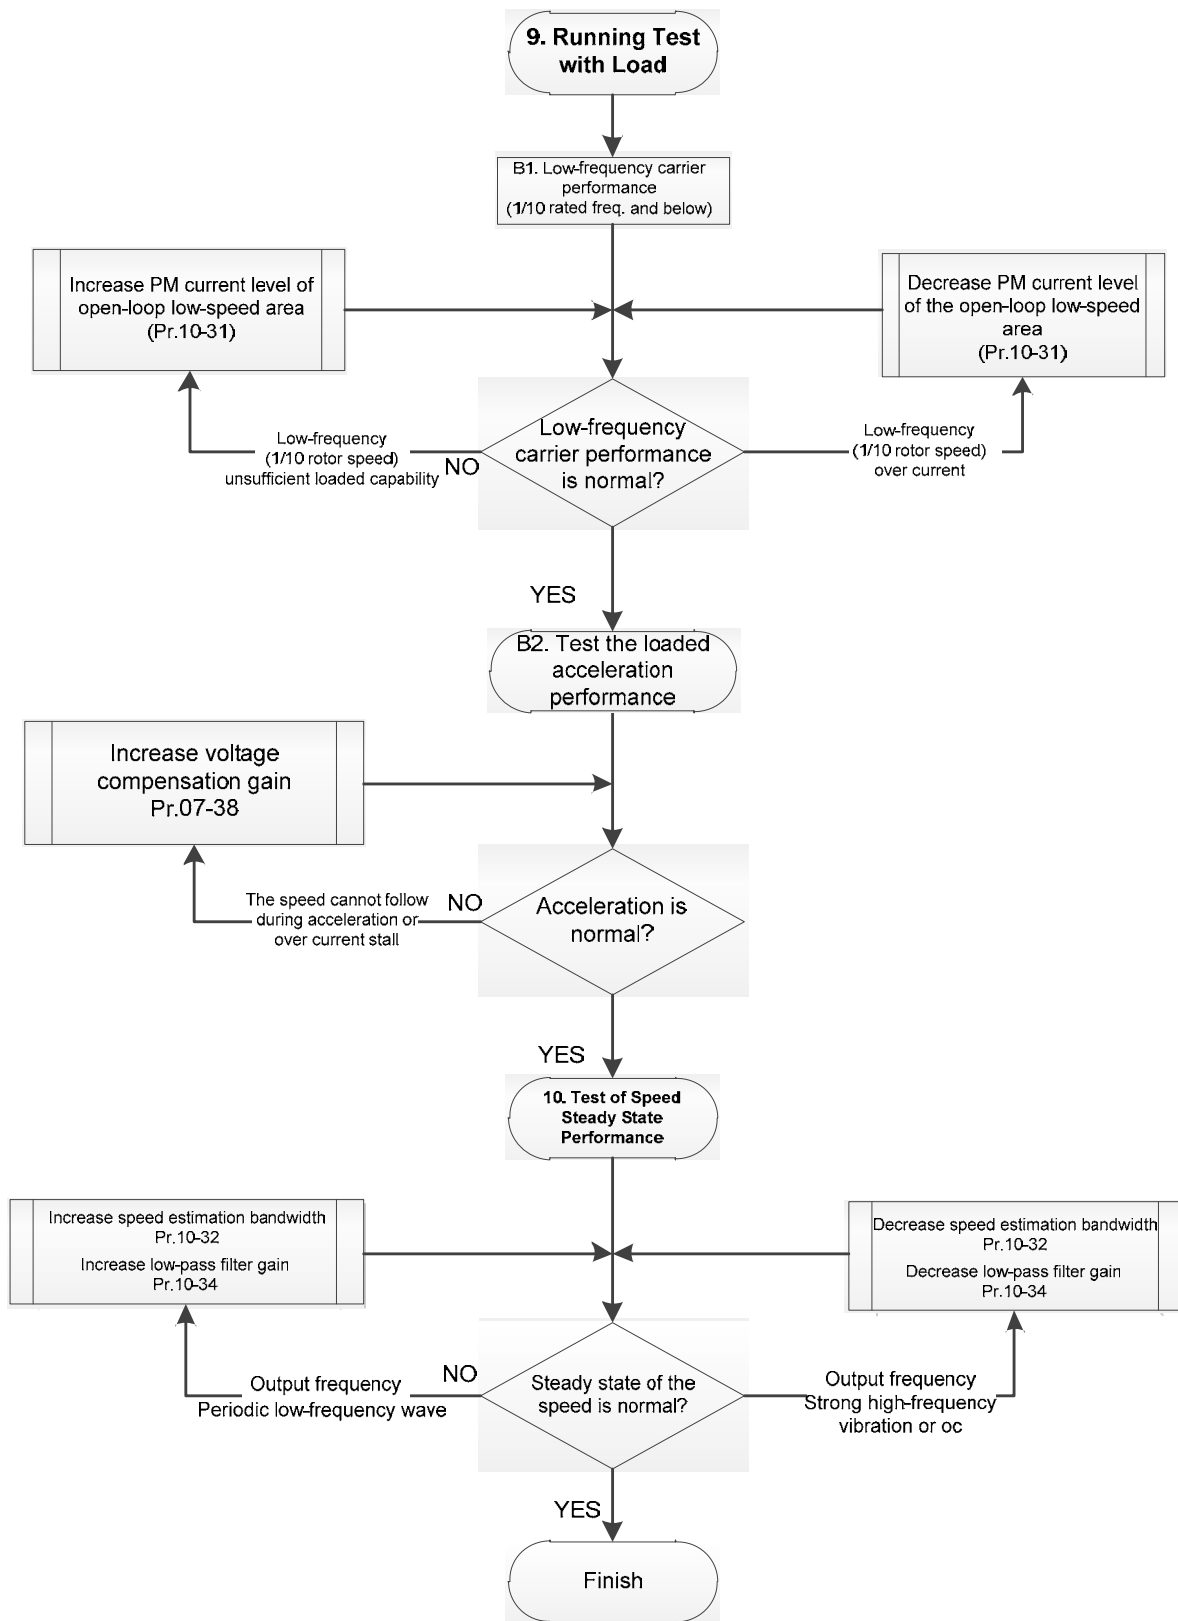 9. Running Test
with Load
B1. Low-frequency carrier
performance
(1/10 rated freq. and below)
Increase PM current level of
open-loop low-speed area
(Pr.10-31)
Decrease PM current level
of the open-loop low-speed
area
(Pr.10-31)
Low-frequency
(1/10 rotor speed)
unsufficient loaded capability
NO
Low-frequency
carrier performance
is normal?
Low-frequency
(1/10 rotor speed)
over current
YES
B2. Test the loaded
acceleration
performance
Increase voltage
compensation gain
Pr.07-38
The speed cannot follow
during acceleration or
over current stall
NO
Acceleration is
normal?
YES
10. Test of Speed
Steady State
Performance
Increase speed estimation bandwidth
Pr.10-32
Increase low-pass filter gain
Pr.10-34
Decrease speed estimation bandwidth
Pr.10-32
Decrease low-pass filter gain
Pr.10-34
Output frequency
Periodic low-frequency wave
NO
Steady state of the
speed is normal?
Output frequency
Strong high-frequency
vibration or oc
YES
Finish